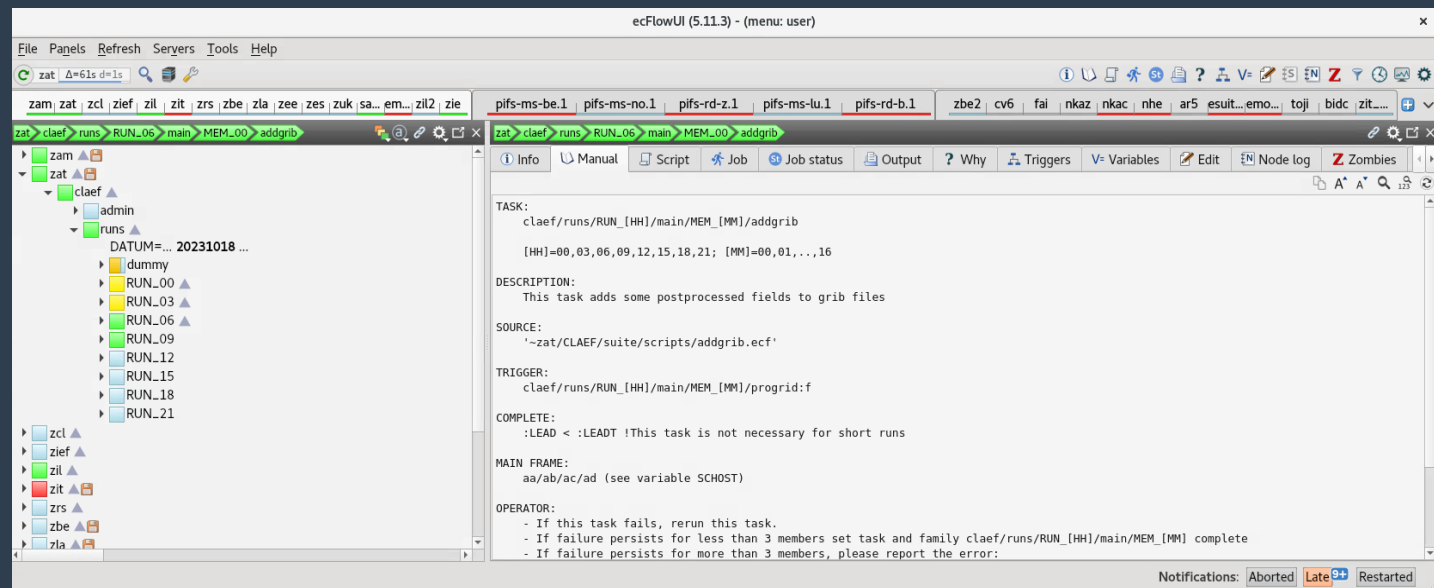 ecFlowUI (5.11.3) - (menu: user)
File Panels Refresh Servers Tools Help
zat Δ=61s d=1s
zam zat zcl zief zil zit zrs zbe zla zee zes zuk sa... em... zil2 zie
pifs-ms-be.1 pifs-ms-no.1 pifs-rd-z.1 pifs-ms-lu.1 pifs-rd-b.1
zbe2 cv6 fai nkaz nkac nhe ar5 esuit... emo... toji bidc zit_...
zat claef runs RUN_06 main MEM_00 addgrib
zam
zat
claef
admin
runs
DATUM=... 20231018 ...
dummy
RUN_00
RUN_03
RUN_06
RUN_09
RUN_12
RUN_15
RUN_18
RUN_21
zcl
zief
zil
zit
zrs
zbe
zla
zat claef runs RUN_06 main MEM_00 addgrib
Info Manual Script Job Job status Output Why Triggers Variables Edit Node log Zombies
TASK:
claef/runs/RUN_[HH]/main/MEM_[MM]/addgrib
[HH]=00,03,06,09,12,15,18,21; [MM]=00,01,..,16
DESCRIPTION:
This task adds some postprocessed fields to grib files
SOURCE:
'~zat/CLAEF/suite/scripts/addgrib.ecf'
TRIGGER:
claef/runs/RUN_[HH]/main/MEM_[MM]/progrid:f
COMPLETE:
:LEAD < :LEADT !This task is not necessary for short runs
MAIN FRAME:
aa/ab/ac/ad (see variable SCHOST)
OPERATOR:
- If this task fails, rerun this task.
- If failure persists for less than 3 members set task and family claef/runs/RUN_[HH]/main/MEM_[MM] complete
- If failure persists for more than 3 members, please report the error:
Notifications: Aborted Late 9+ Restarted